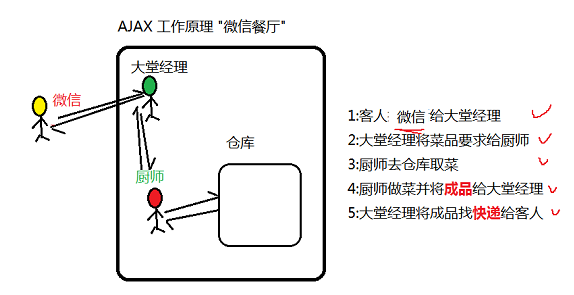 AJAX 工作原理 "微信餐厅"
大堂经理
微信
仓库
厨师
1:客人: 微信 给大堂经理
2:大堂经理将菜品要求给厨师
3:厨师去仓库取菜
4:厨师做菜并将成品给大堂经理
5:大堂经理将成品找快递给客人